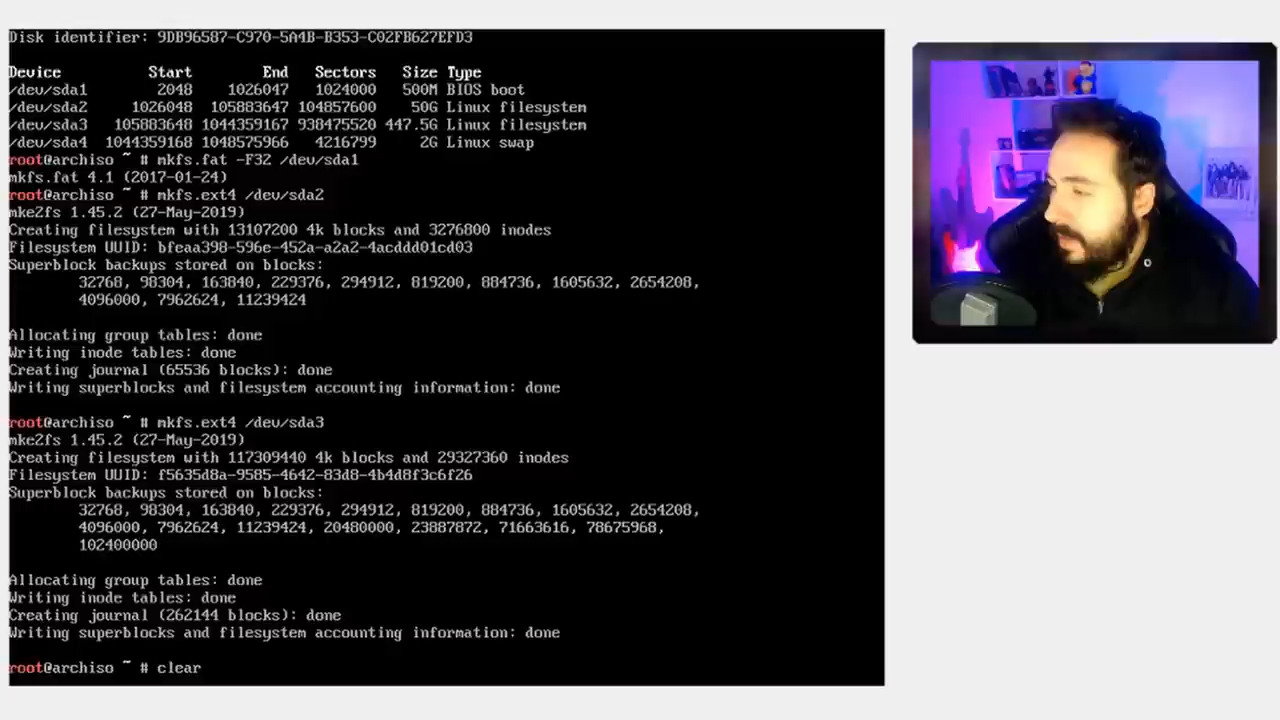 Disk identifier: 9DB96587-C970-5A4B-B353-C02FB627EFD3
Device Start End Sectors Size Type
/dev/sda1 2048 1026047 1024000 500M BIOS boot
/dev/sda2 1026048 105883647 104857600 50G Linux filesystem
/dev/sda3 105883648 1044359167 938475520 447.5G Linux filesystem
/dev/sda4 1044359168 1048575966 4216799 2G Linux swap
root@archiso ~ # mkfs.fat -F32 /dev/sda1
mkfs.fat 4.1 (2017-01-24)
root@archiso ~ # mkfs.ext4 /dev/sda2
mke2fs 1.45.2 (27-May-2019)
Creating filesystem with 13107200 4k blocks and 3276800 inodes
Filesystem UUID: bfeaa398-596e-452a-a2a2-4acddd01cd03
Superblock backups stored on blocks:
32768, 98304, 163840, 229376, 294912, 819200, 884736, 1605632, 2654208,
4096000, 7962624, 11239424
Allocating group tables: done
Writing inode tables: done
Creating journal (65536 blocks): done
Writing superblocks and filesystem accounting information: done
root@archiso ~ # mkfs.ext4 /dev/sda3
mke2fs 1.45.2 (27-May-2019)
Creating filesystem with 117309440 4k blocks and 29327360 inodes
Filesystem UUID: f5635d8a-9585-4642-83d8-4b4d8f3c6f26
Superblock backups stored on blocks:
32768, 98304, 163840, 229376, 294912, 819200, 884736, 1605632, 2654208,
4096000, 7962624, 11239424, 20480000, 23887872, 71663616, 78675968,
102400000
Allocating group tables: done
Writing inode tables: done
Creating journal (262144 blocks): done
Writing superblocks and filesystem accounting information: done
root@archiso ~ # clear